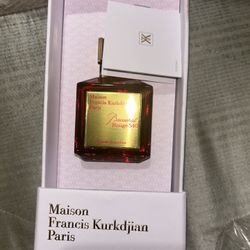 Maison
Francis Kurkdjian
Paris
Baccarat
Rouge 540
Maison
Francis Kurkdjian
Paris